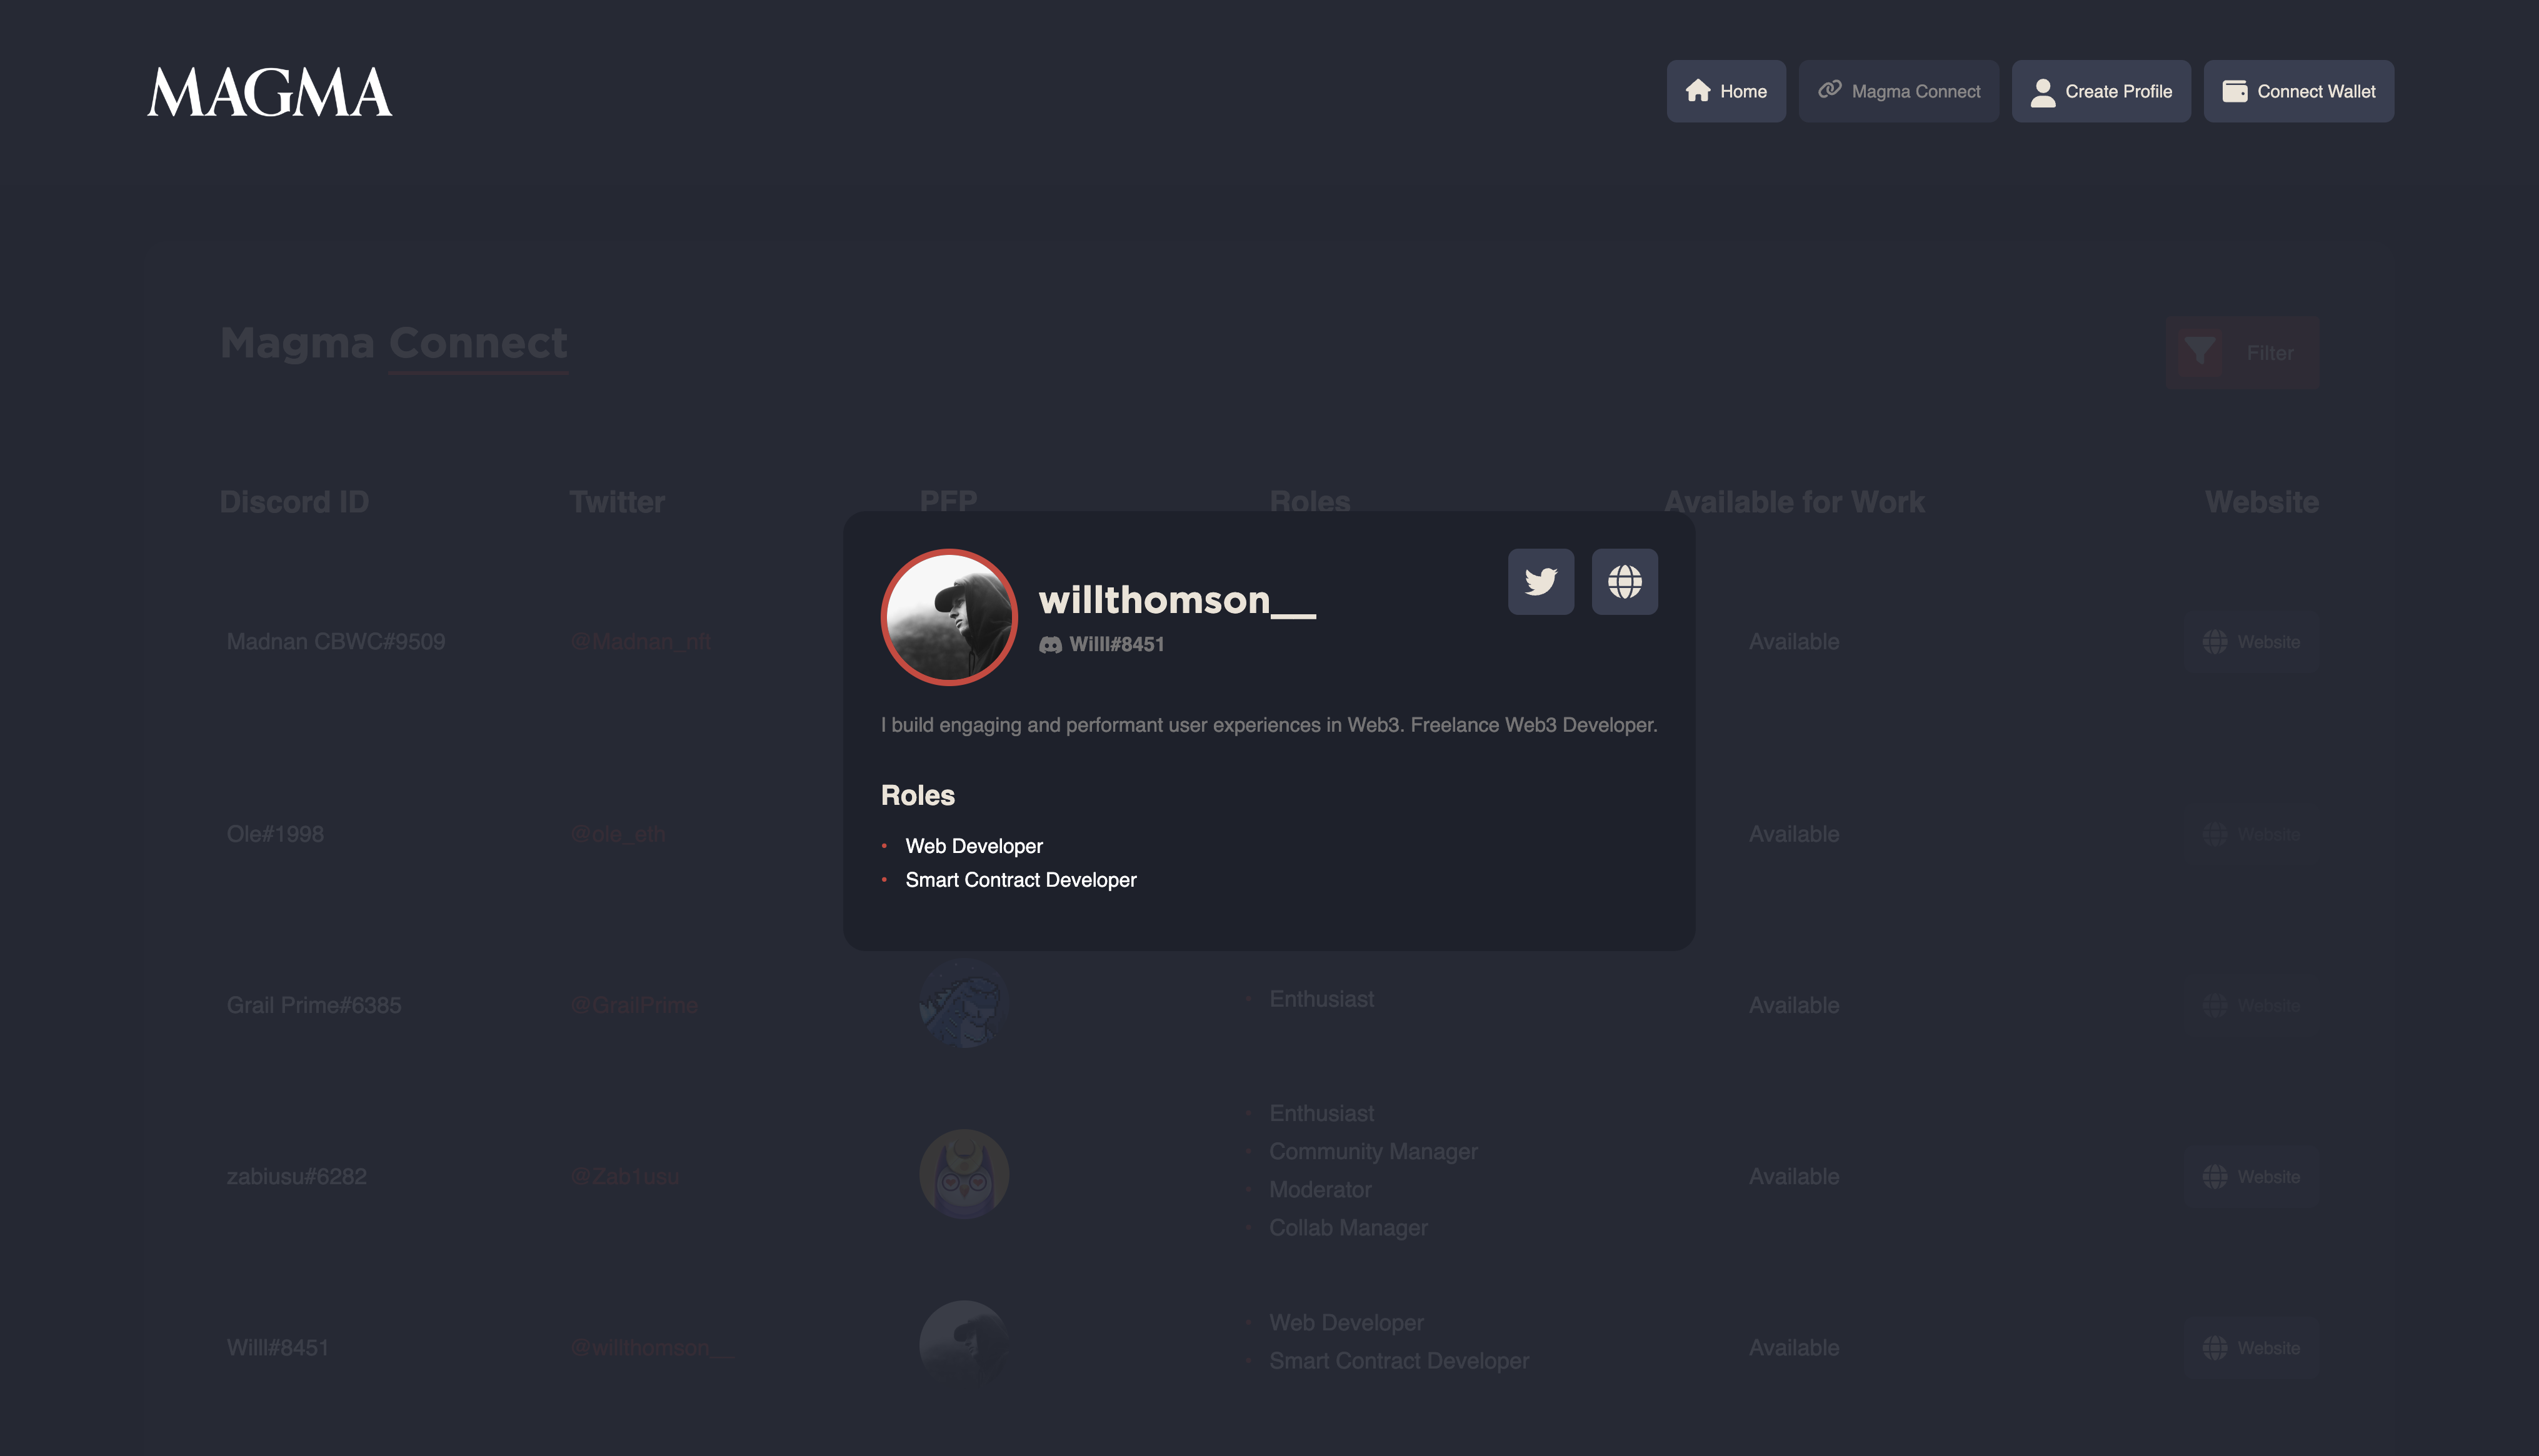 MAGMA
Home
Magma Connect
Create Profile
Connect Wallet
Magma Connect
Filter
Discord ID Twitter PFP Roles Available for Work Website
willthomson__
Willl#8451
I build engaging and performant user experiences in Web3. Freelance Web3 Developer.
Roles
• Web Developer
• Smart Contract Developer
Madnan CBWC#9509 @Madnan_nft Available Website
Ole#1998 @ole_eth Available Website
Grail Prime#6385 @GrailPrime • Enthusiast Available Website
zabiusu#6282 @Zab1usu
• Enthusiast
• Community Manager
• Moderator
• Collab Manager
Available Website
Willl#8451 @willthomson__
• Web Developer
• Smart Contract Developer
Available Website